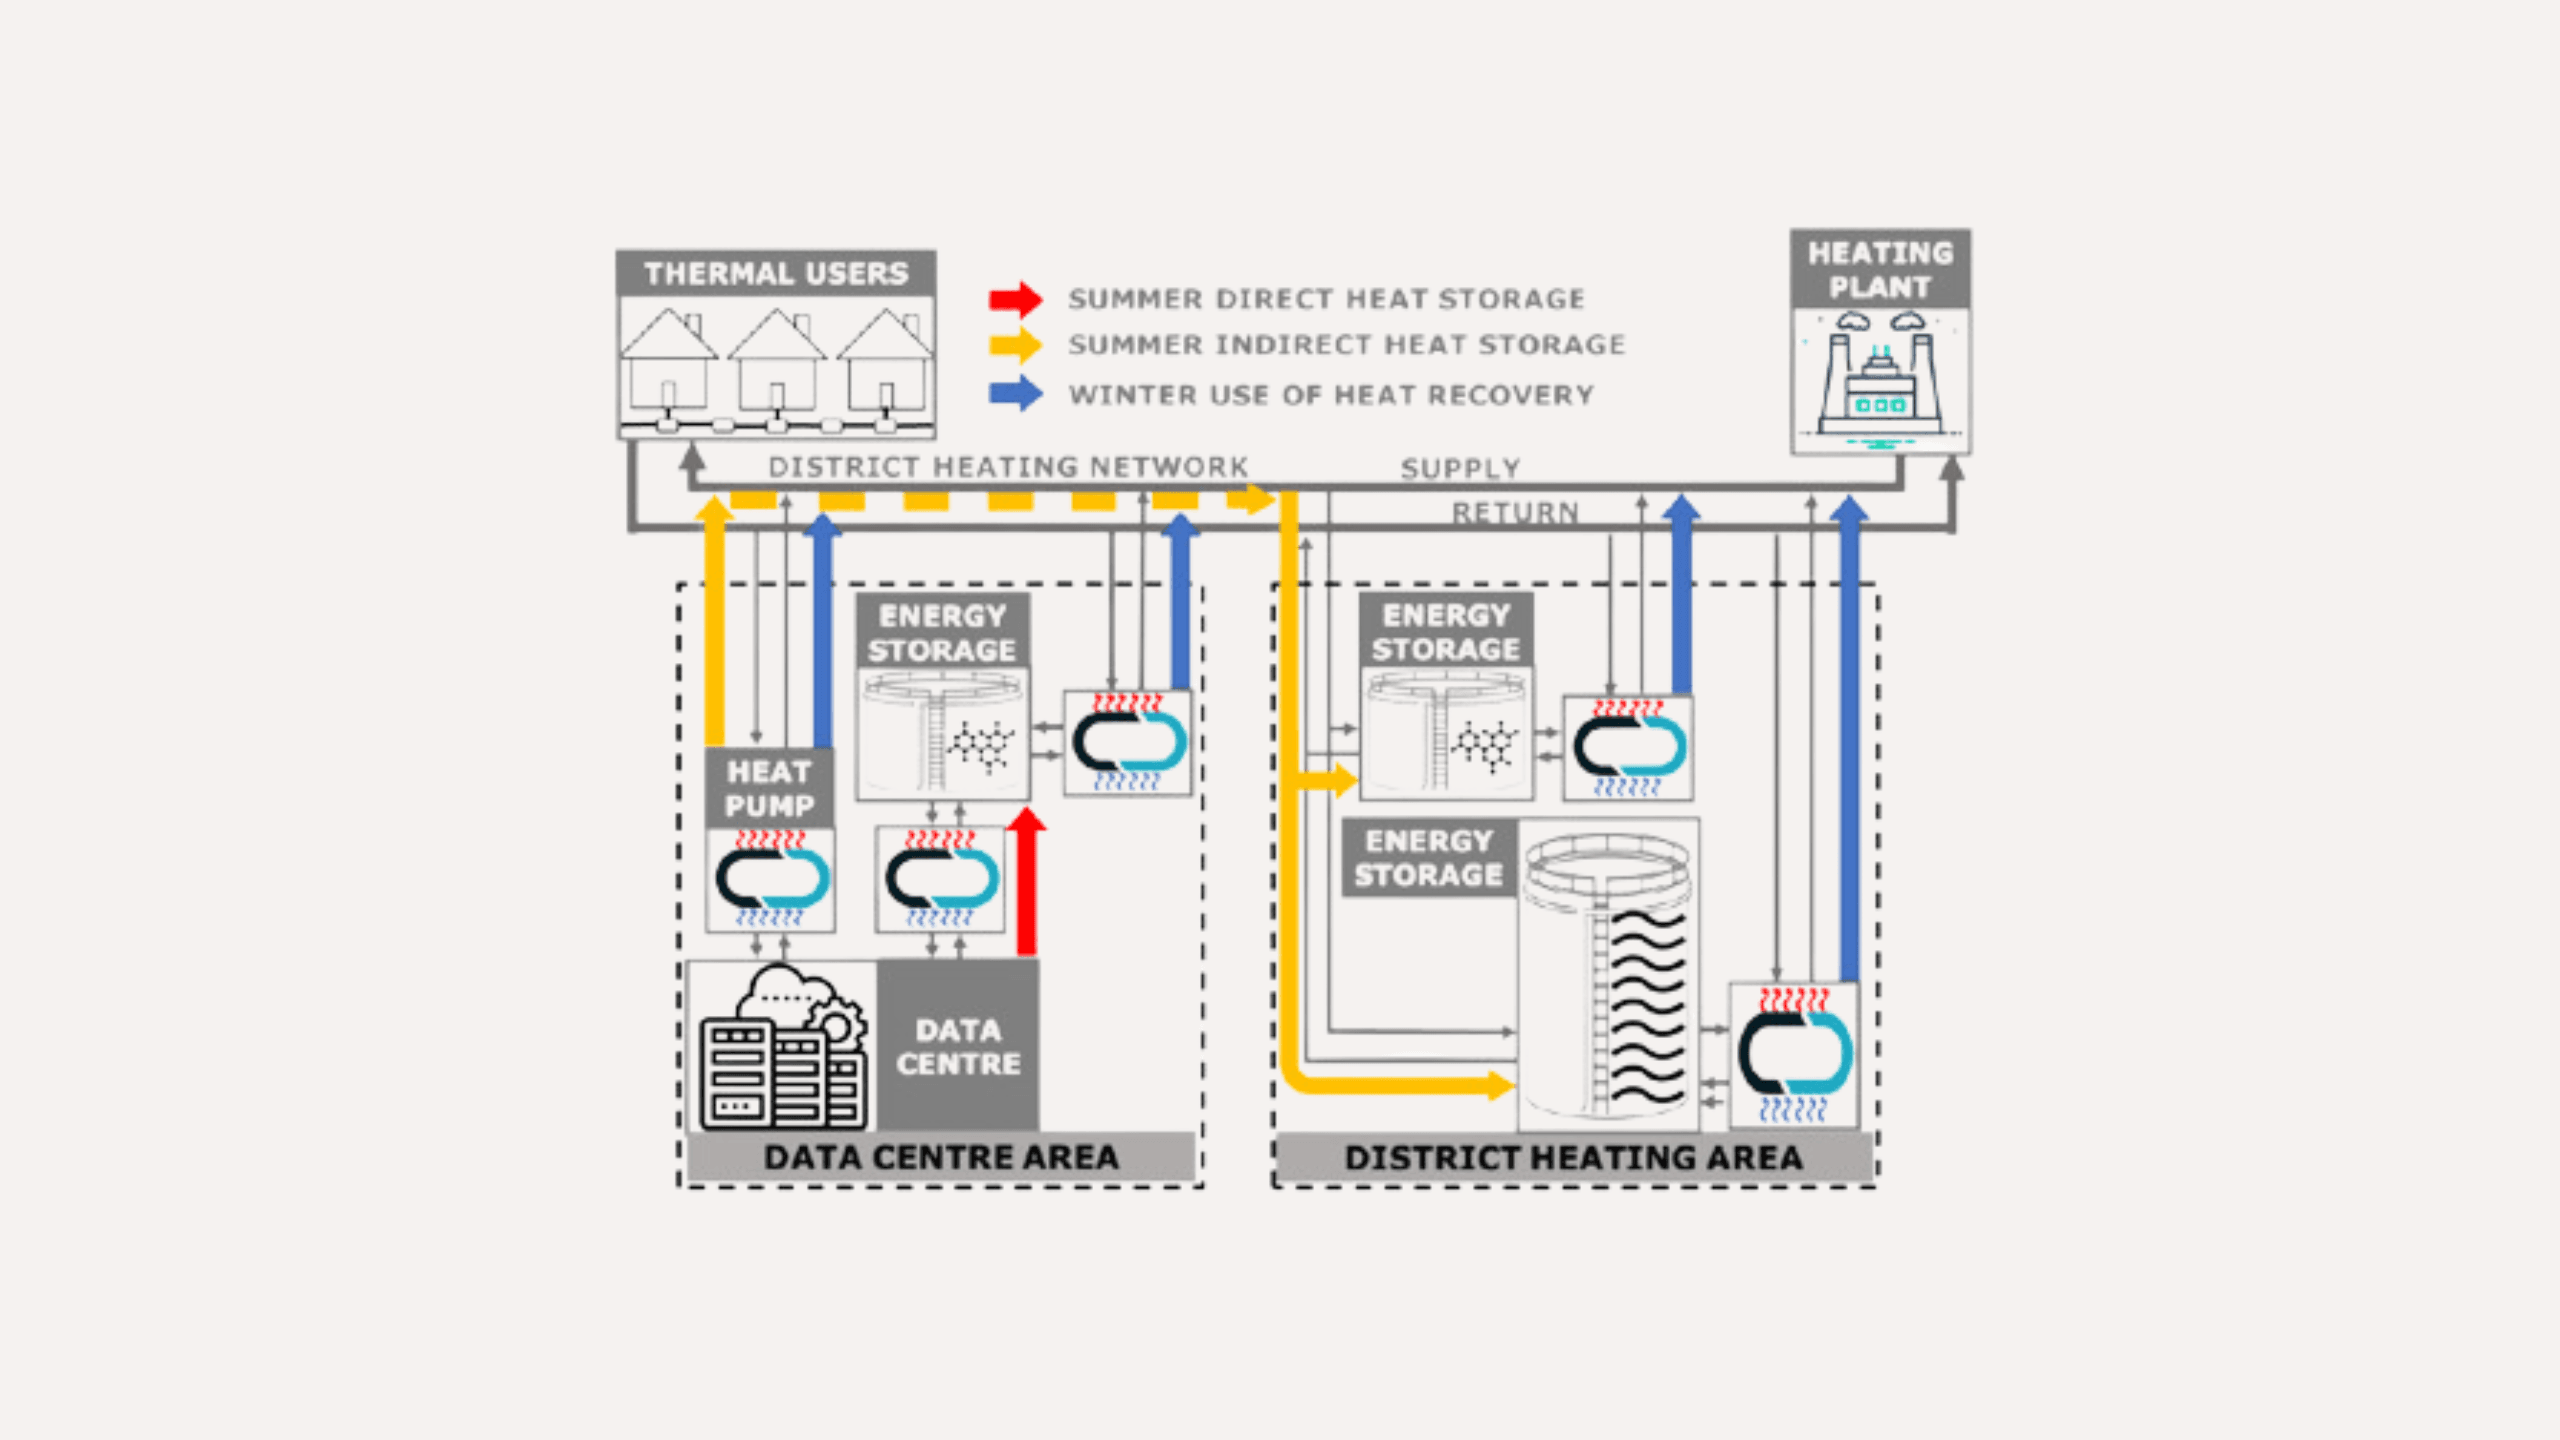 THERMAL USERS
SUMMER DIRECT HEAT STORAGE
SUMMER INDIRECT HEAT STORAGE
WINTER USE OF HEAT RECOVERY
HEATING
PLANT
DISTRICT HEATING NETWORK
SUPPLY
RETURN
ENERGY
STORAGE
HEAT
PUMP
DATA
CENTRE
DATA CENTRE AREA
ENERGY
STORAGE
ENERGY
STORAGE
DISTRICT HEATING AREA